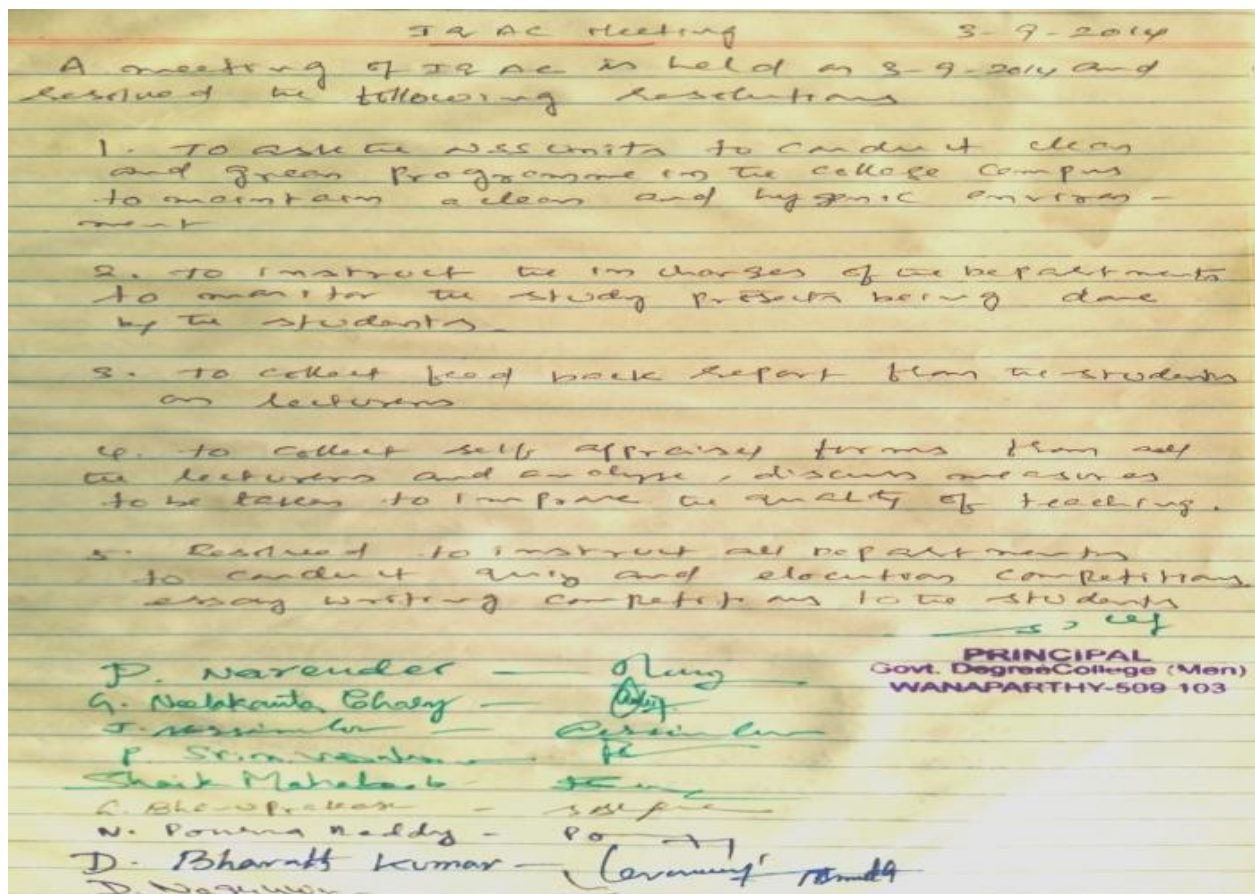 IQAC Meeting 3-9-2014
A meeting of IQAC is held on 3-9-2014 and
resolved the following resolutions
1. To ask the NSS units to conduct clean
and green Programme in the college campus
to maintain a clean and hygenic environ-
ment
2. To instruct the in charges of the Departments
to monitor the study projects being done
by the students.
3. To collect feed back report from the students
on lecturers
4. to collect self appraisal forms from all
the lecturers and analyse, discuss measures
to be taken to improve the quality of teaching.
5. Resolved to instruct all Departments
to conduct quiz and elocution competitions
essay writing competitions to the students
PRINCIPAL
Govt. Degree College (Men)
WANAPARTHY-509 103
P. Narender -
G. Neelakanta Chary -
Shaik Mahaboob -
N. Pourna Reddy -
D. Bharath Kumar -